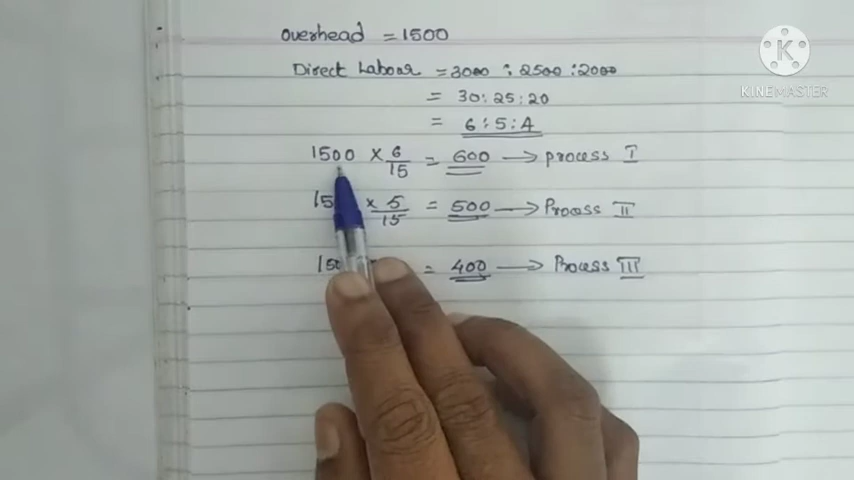 overhead = 1500
Direct Labour = 3000 : 2500 : 2000
= 30 : 25 : 20
= 6 : 5 : 4
1500 × 6/15 = 600 → process I
× 5/15 = 500 → Process II
= 400 → Process III
K
KINEMASTER